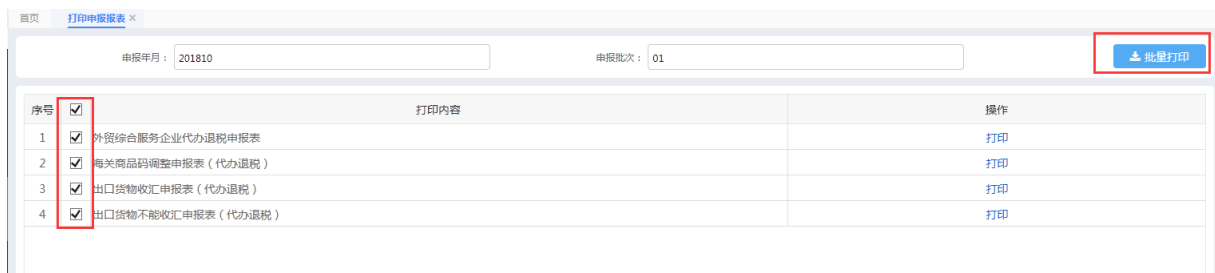 首页 打印申报报表 ×
申报年月： 201810 申报批次： 01 批量打印
序号 打印内容 操作
1 外贸综合服务企业代办退税申报表 打印
2 海关商品码调整申报表（代办退税） 打印
3 出口货物收汇申报表（代办退税） 打印
4 出口货物不能收汇申报表（代办退税） 打印